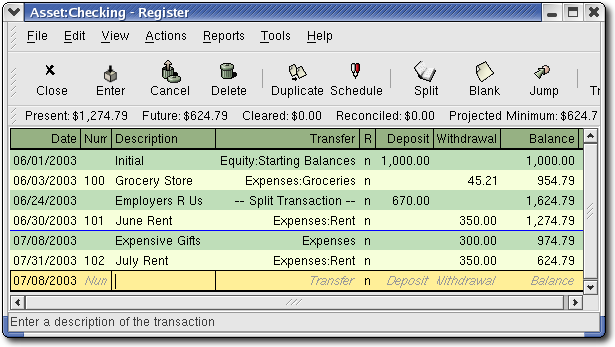 Asset:Checking - Register
File Edit View Actions Reports Tools Help
Close Enter Cancel Delete Duplicate Schedule Split Blank Jump Tr
Present: $1,274.79 Future: $624.79 Cleared: $0.00 Reconciled: $0.00 Projected Minimum: $624.7
Date Num Description Transfer R Deposit Withdrawal Balance
06/01/2003 Initial Equity:Starting Balances n 1,000.00 1,000.00
06/03/2003 100 Grocery Store Expenses:Groceries n 45.21 954.79
06/24/2003 Employers R Us -- Split Transaction -- n 670.00 1,624.79
06/30/2003 101 June Rent Expenses:Rent n 350.00 1,274.79
07/08/2003 Expensive Gifts Expenses n 300.00 974.79
07/31/2003 102 July Rent Expenses:Rent n 350.00 624.79
07/08/2003 Num Transfer n Deposit Withdrawal Balance
Enter a description of the transaction